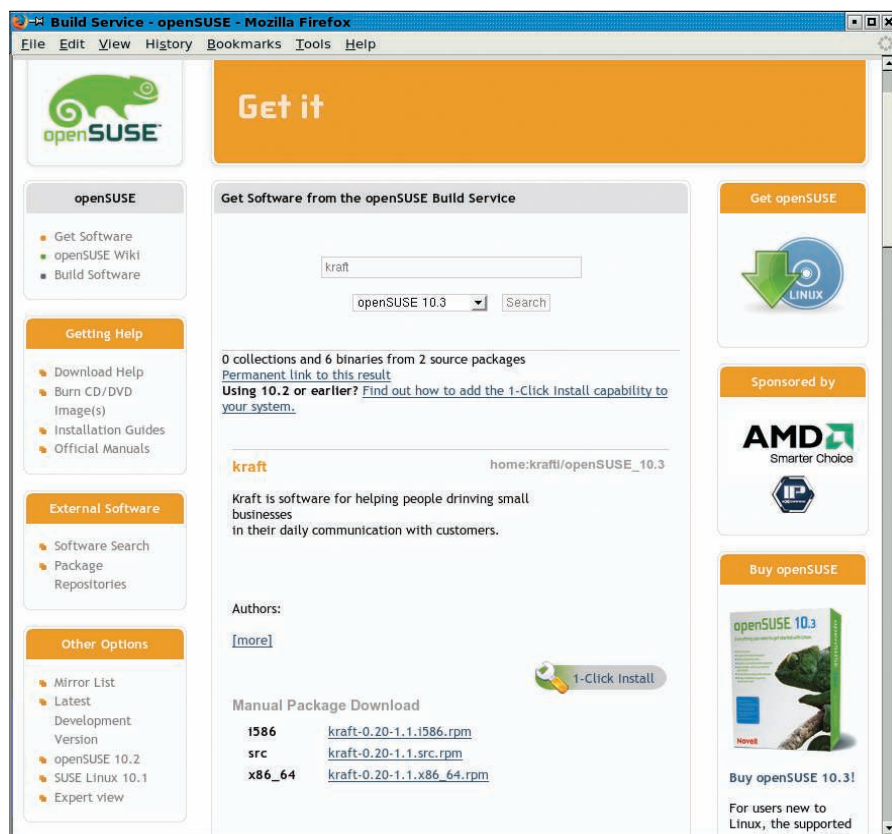 Build Service - openSUSE - Mozilla Firefox
File Edit View History Bookmarks Tools Help
openSUSE
Get it
openSUSE
Get Software
openSUSE Wiki
Build Software
Getting Help
Download Help
Burn CD/DVD
Image(s)
Installation Guides
Official Manuals
External Software
Software Search
Package
Repositories
Other Options
Mirror List
Latest
Development
Version
openSUSE 10.2
SUSE Linux 10.1
Expert view
Get Software from the openSUSE Build Service
kraft
openSUSE 10.3 Search
0 collections and 6 binaries from 2 source packages
Permanent link to this result
Using 10.2 or earlier? Find out how to add the 1-Click Install capability to
your system.
kraft home:krafti/openSUSE_10.3
Kraft is software for helping people drinving small
businesses
in their daily communication with customers.
Authors:
[more]
1-Click Install
Manual Package Download
i586 kraft-0.20-1.1.i586.rpm
src kraft-0.20-1.1.src.rpm
x86_64 kraft-0.20-1.1.x86_64.rpm
Get openSUSE
LINUX
Sponsored by
AMD
Smarter Choice
IP
Buy openSUSE
openSUSE 10.3
Novell
Buy openSUSE 10.3!
For users new to
Linux, the supported